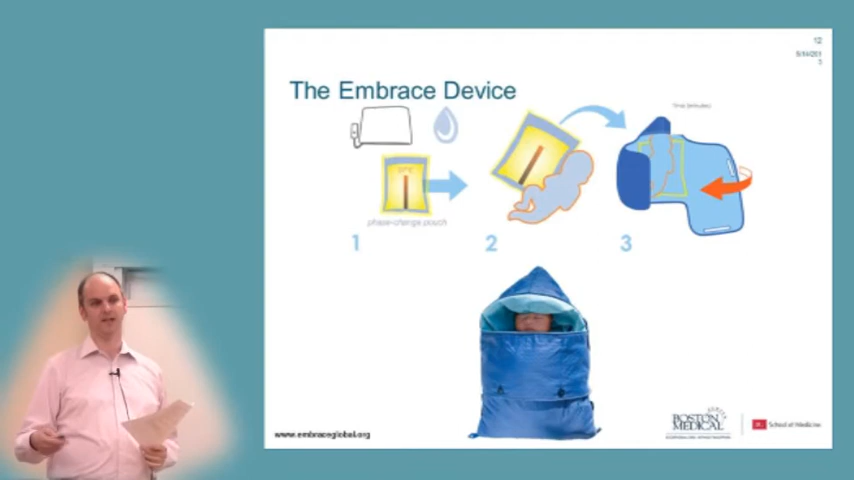 12
The Embrace Device
phase-change pouch
1
2
3
www.embraceglobal.org
BOSTON
MEDICAL
School of Medicine